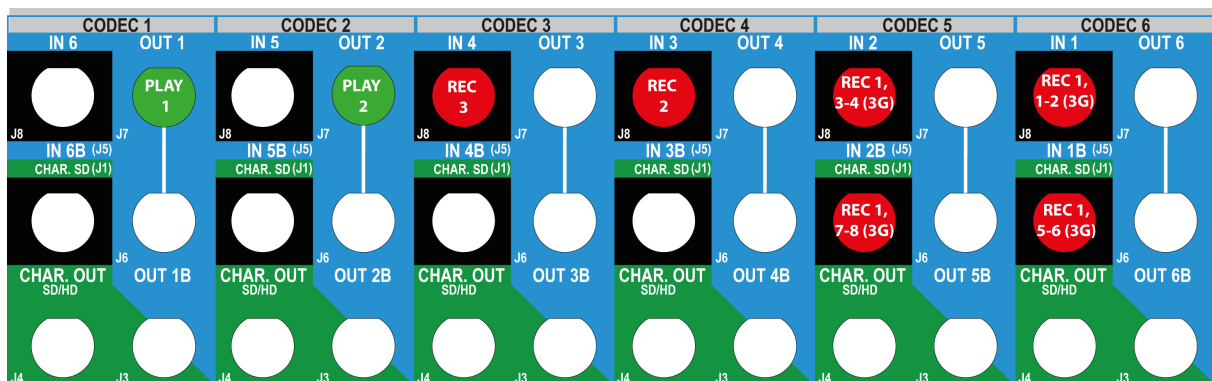 CODEC 1 CODEC 2 CODEC 3 CODEC 4 CODEC 5 CODEC 6
IN 6 OUT 1 IN 5 OUT 2 IN 4 OUT 3 IN 3 OUT 4 IN 2 OUT 5 IN 1 OUT 6
PLAY PLAY REC REC REC 1, REC 1,
1 2 3 2 3-4 (3G) 1-2 (3G)
J8 J7 J8 J7 J8 J7 J8 J7 J8 J7 J8 J7
IN 6B (J5) IN 5B (J5) IN 4B (J5) IN 3B (J5) IN 2B (J5) IN 1B (J5)
CHAR. SD (J1) CHAR. SD (J1) CHAR. SD (J1) CHAR. SD (J1) CHAR. SD (J1) CHAR. SD (J1)
REC 1, REC 1,
7-8 (3G) 5-6 (3G)
J6 J6 J6 J6 J6 J6
CHAR. OUT OUT 1B CHAR. OUT OUT 2B CHAR. OUT OUT 3B CHAR. OUT OUT 4B CHAR. OUT OUT 5B CHAR. OUT OUT 6B
SD/HD SD/HD SD/HD SD/HD SD/HD SD/HD
J4 J3 J4 J3 J4 J3 J4 J3 J4 J3 J4 J3